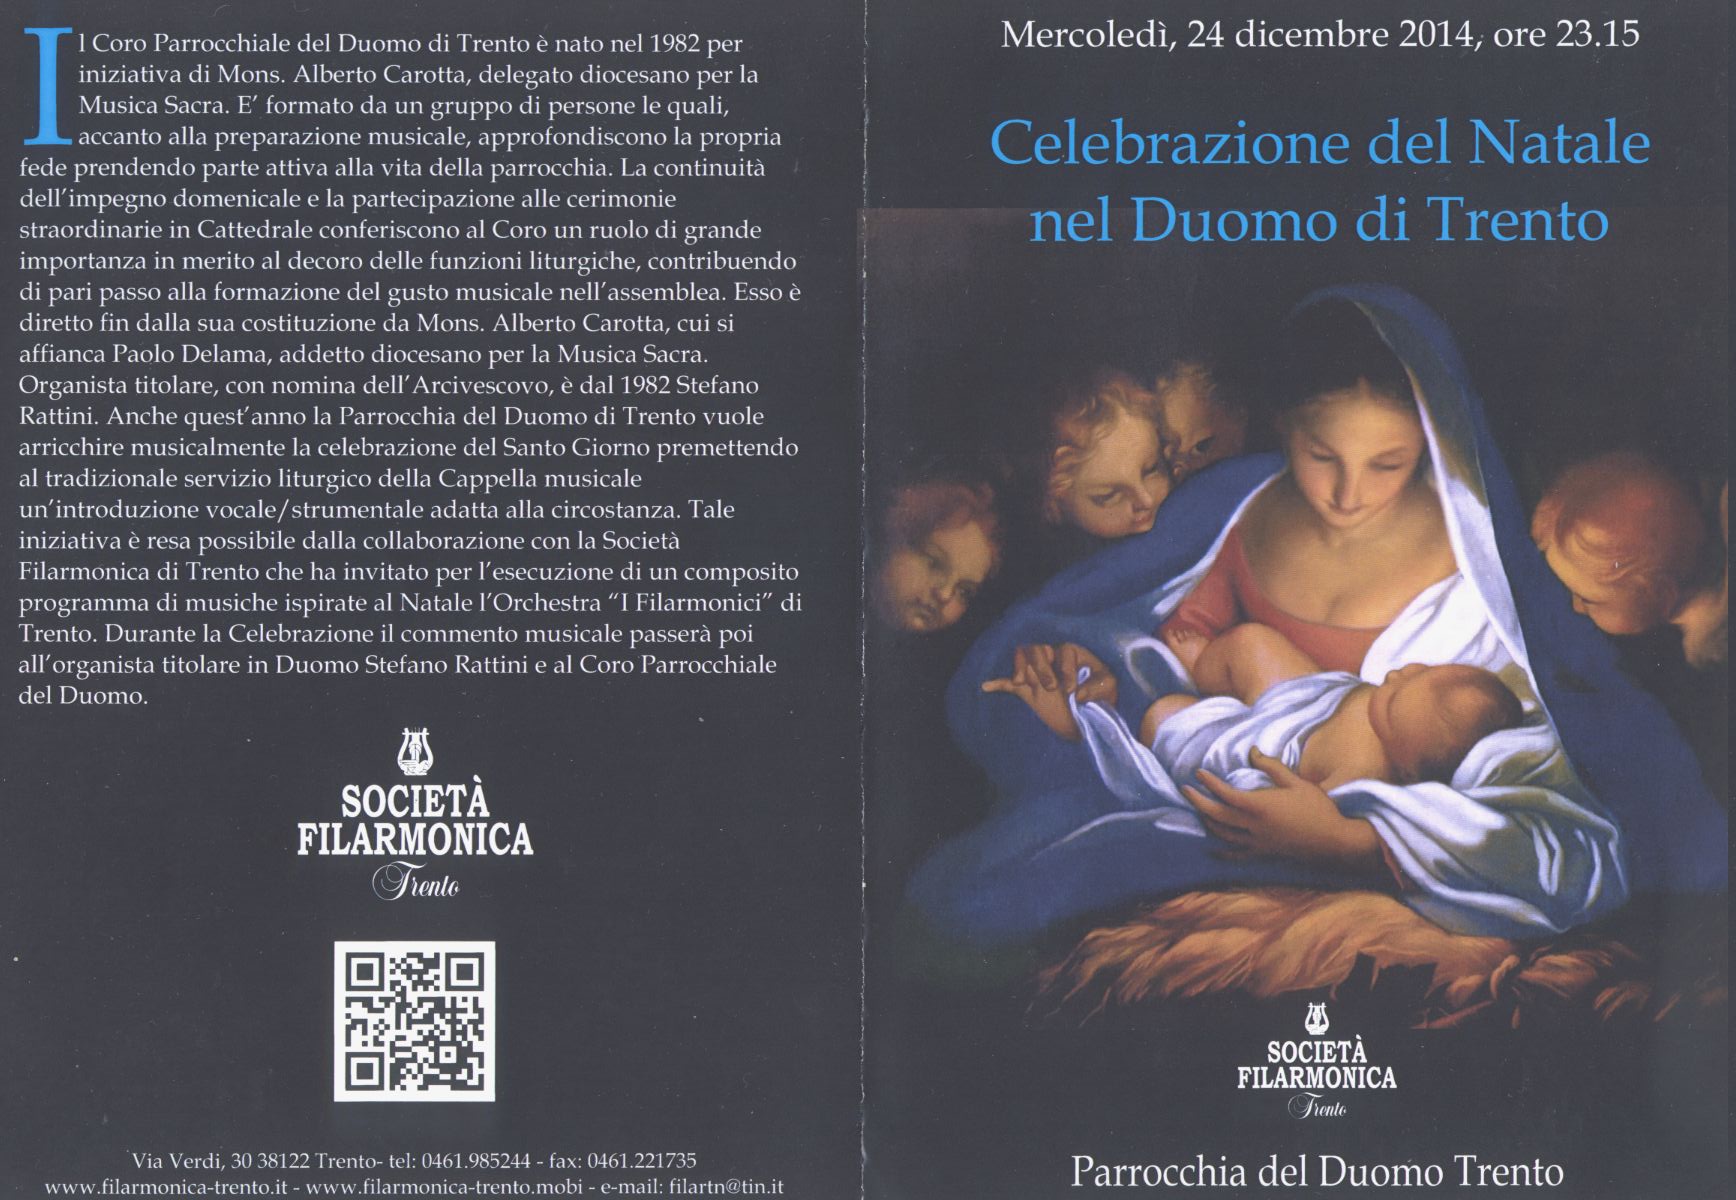 Il Coro Parrocchiale del Duomo di Trento è nato nel 1982 per
iniziativa di Mons. Alberto Carotta, delegato diocesano per la
Musica Sacra. E’ formato da un gruppo di persone le quali,
accanto alla preparazione musicale, approfondiscono la propria
fede prendendo parte attiva alla vita della parrocchia. La continuità
dell’impegno domenicale e la partecipazione alle cerimonie
straordinarie in Cattedrale conferiscono al Coro un ruolo di grande
importanza in merito al decoro delle funzioni liturgiche, contribuendo
di pari passo alla formazione del gusto musicale nell’assemblea. Esso è
diretto fin dalla sua costituzione da Mons. Alberto Carotta, cui si
affianca Paolo Delama, addetto diocesano per la Musica Sacra.
Organista titolare, con nomina dell’Arcivescovo, è dal 1982 Stefano
Rattini. Anche quest’anno la Parrocchia del Duomo di Trento vuole
arricchire musicalmente la celebrazione del Santo Giorno premettendo
al tradizionale servizio liturgico della Cappella musicale
un’introduzione vocale/strumentale adatta alla circostanza. Tale
iniziativa è resa possibile dalla collaborazione con la Società
Filarmonica di Trento che ha invitato per l’esecuzione di un composito
programma di musiche ispirate al Natale l’Orchestra “I Filarmonici” di
Trento. Durante la Celebrazione il commento musicale passerà poi
all’organista titolare in Duomo Stefano Rattini e al Coro Parrocchiale
del Duomo.
SOCIETÀ
FILARMONICA
Trento
Via Verdi, 30 38122 Trento- tel: 0461.985244 - fax: 0461.221735
www.filarmonica-trento.it - www.filarmonica-trento.mobi - e-mail: filartn@tin.it
Mercoledì, 24 dicembre 2014, ore 23.15
Celebrazione del Natale
nel Duomo di Trento
SOCIETÀ
FILARMONICA
Trento
Parrocchia del Duomo Trento